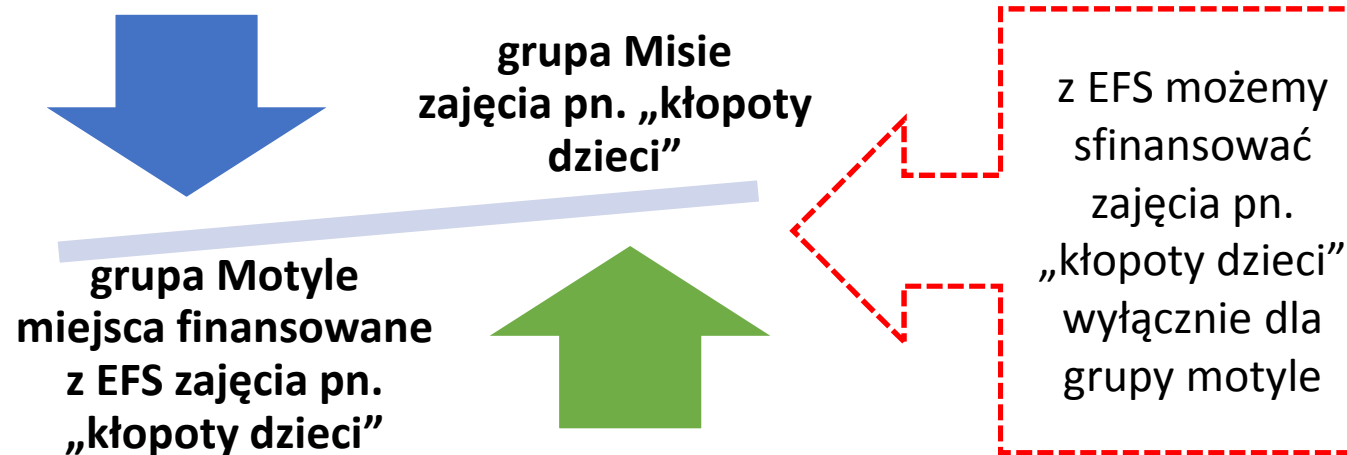 grupa Misie
zajęcia pn. „kłopoty
dzieci”
grupa Motyle
miejsca finansowane
z EFS zajęcia pn.
„kłopoty dzieci”
z EFS możemy
sfinansować
zajęcia pn.
„kłopoty dzieci”
wyłącznie dla
grupy motyle